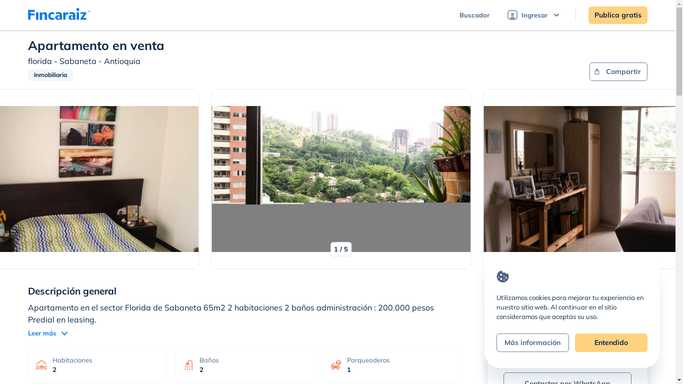 Fincaraiz
Buscador
Ingresar
Publica gratis
Apartamento en venta
florida - Sabaneta - Antioquia
Inmobiliaria
Compartir
1 / 5
Descripción general
Apartamento en el sector Florida de Sabaneta 65m2 2 habitaciones 2 baños administración : 200.000 pesos
Predial en leasing.
Leer más
Habitaciones
2
Baños
2
Parqueaderos
1
Utilizamos cookies para mejorar tu experiencia en
nuestro sitio web. Al continuar en el sitio
consideramos que aceptas su uso.
Más información
Entendido
Contactar por WhatsApp